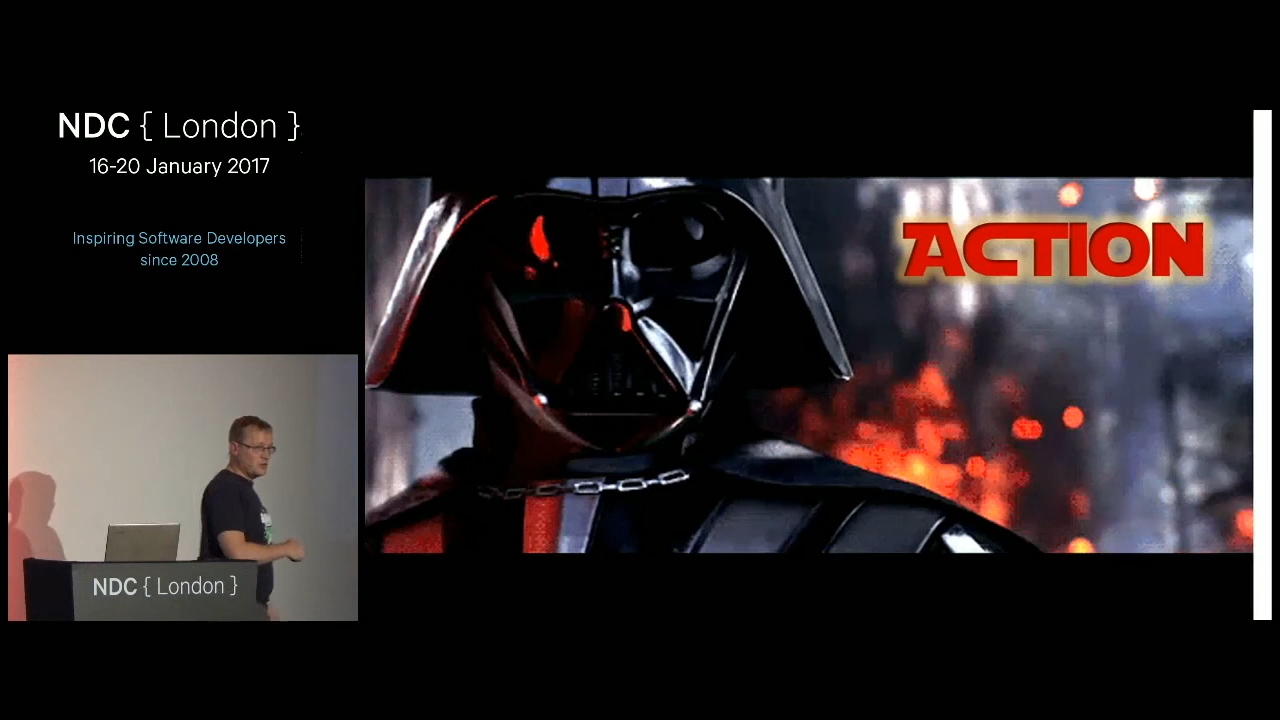 NDC { London }
16-20 January 2017
Inspiring Software Developers
since 2008
ACTION
NDC { London }